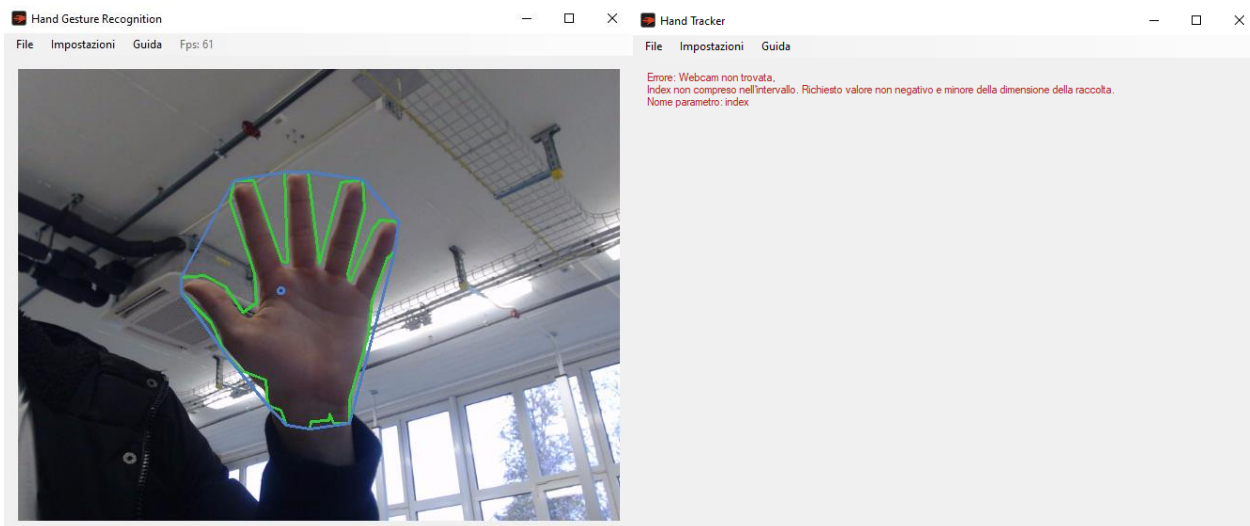 Hand Gesture Recognition
File Impostazioni Guida Fps: 61
Hand Tracker
File Impostazioni Guida
Errore: Webcam non trovata,
Index non compreso nell'intervallo. Richiesto valore non negativo e minore della dimensione della raccolta.
Nome parametro: index